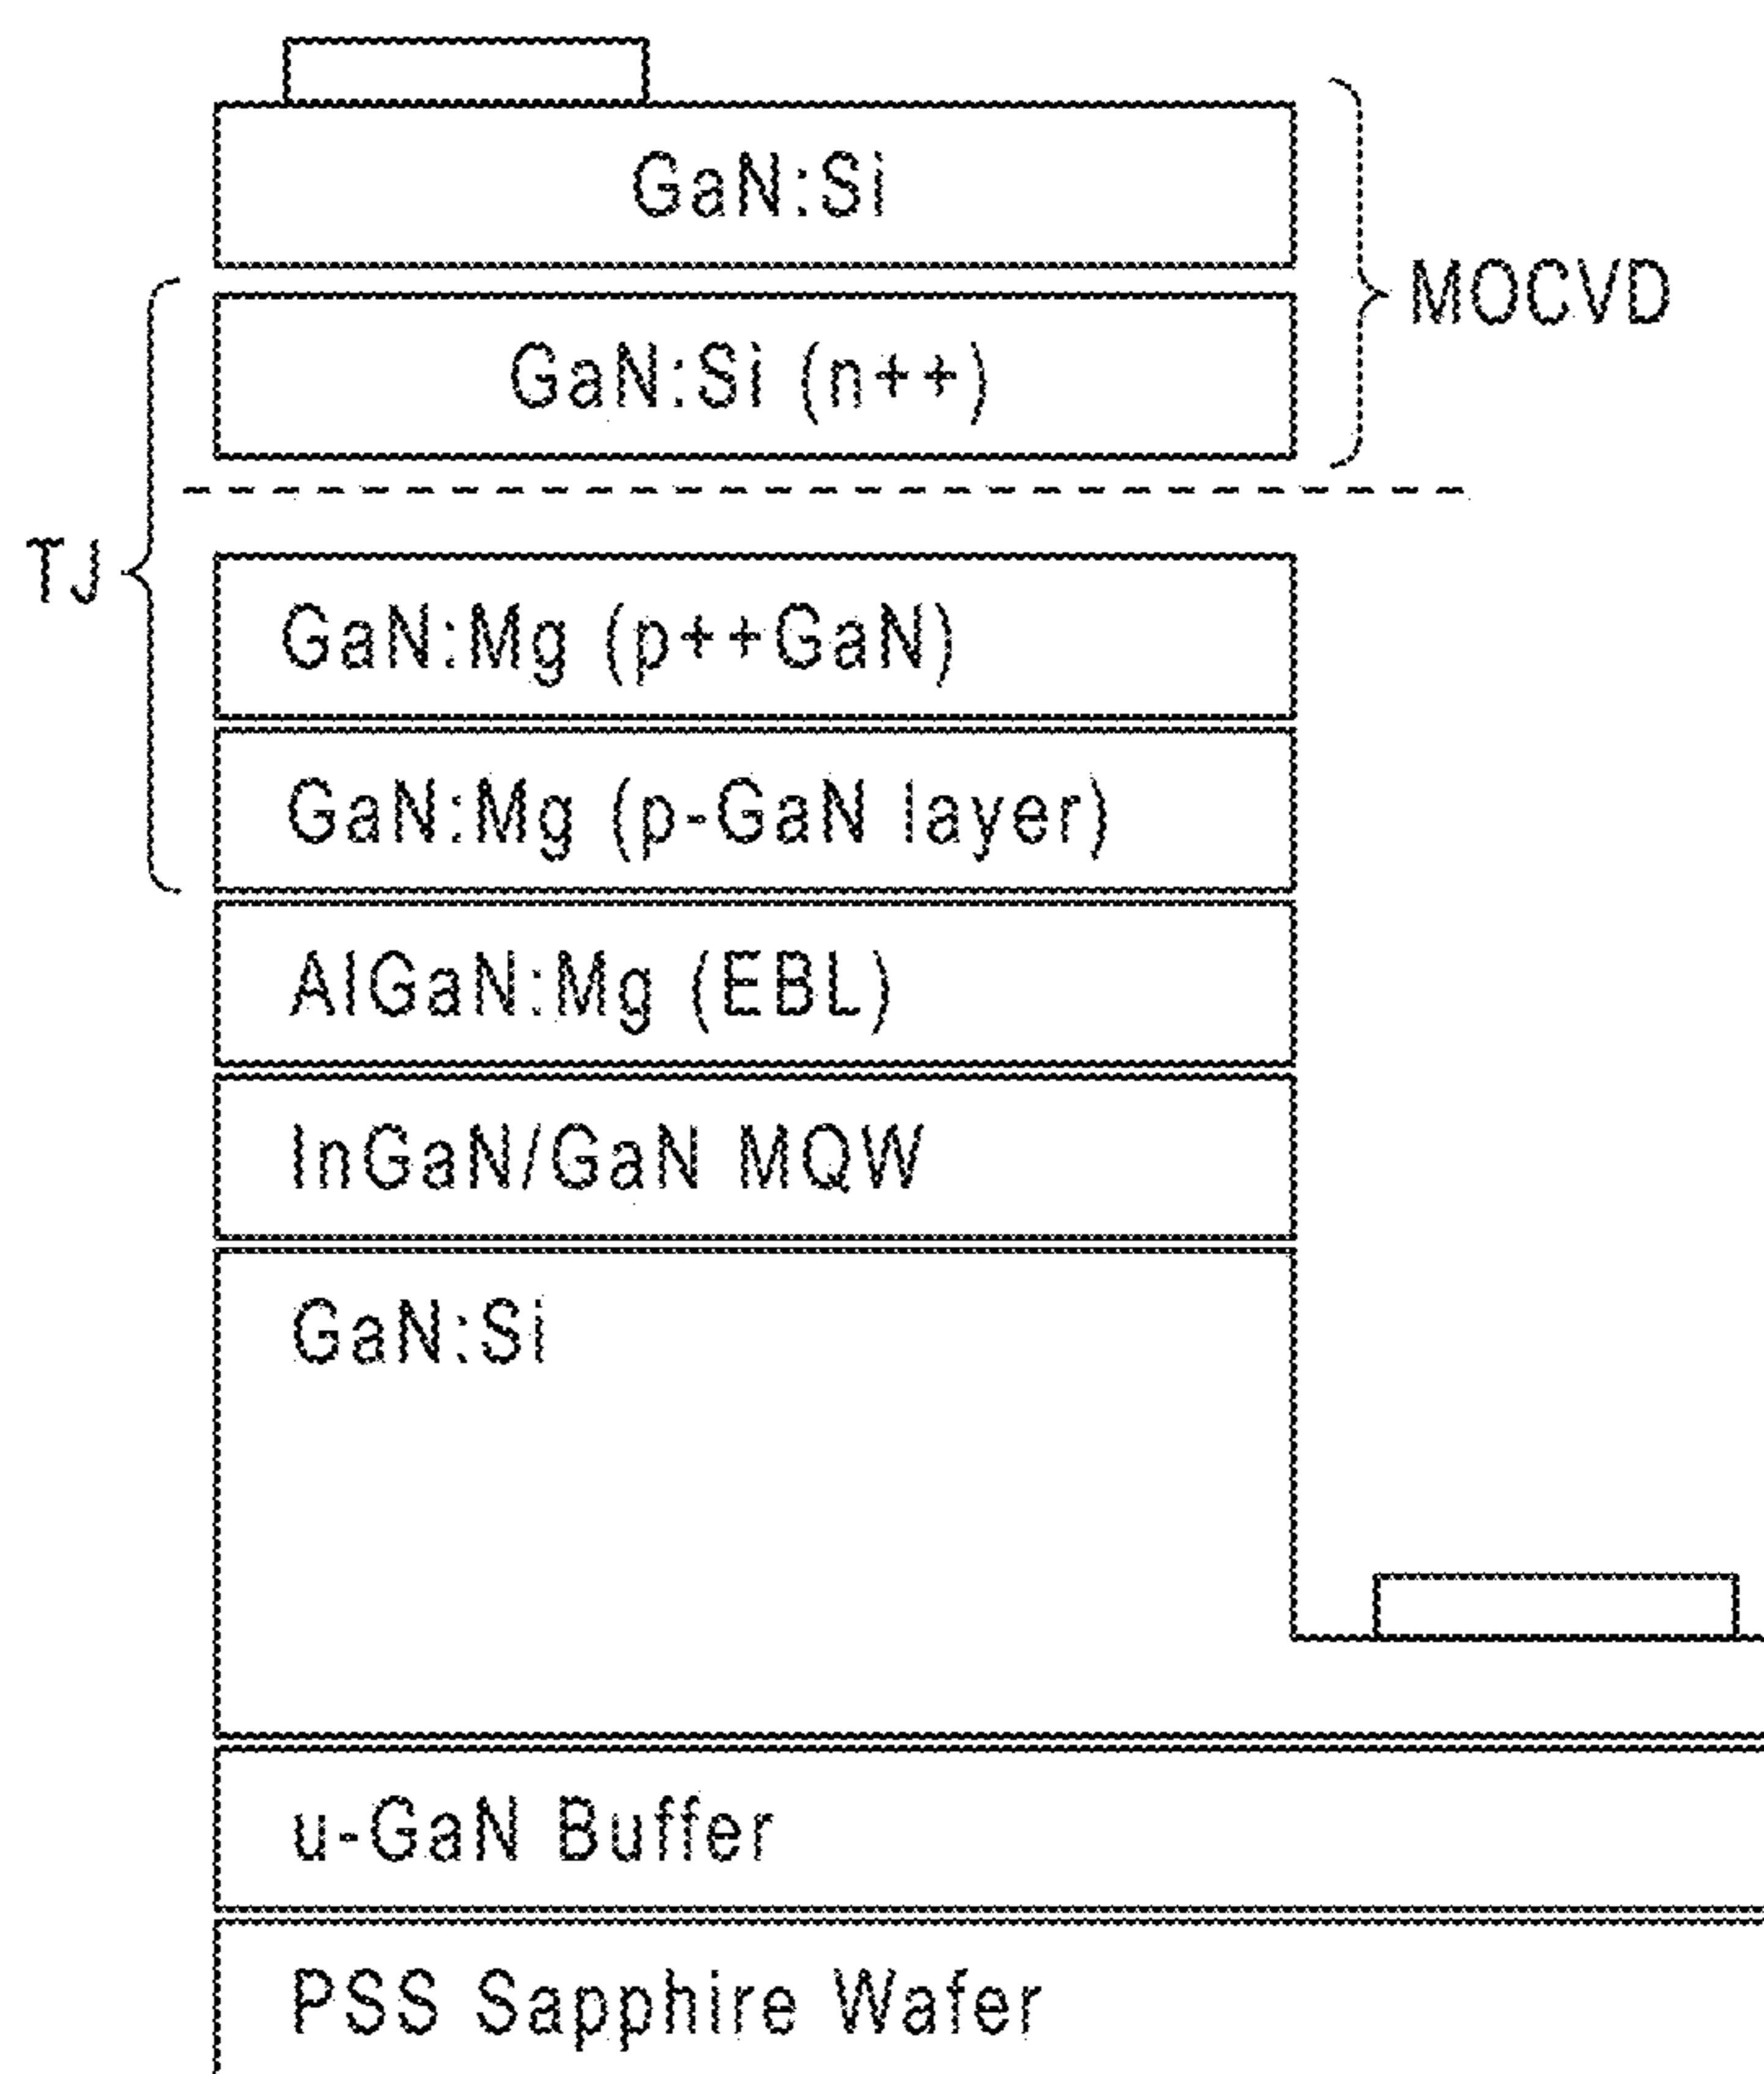 GaN:Si
MOCVD
GaN:Si (n++)
TJ
GaN:Mg (p++GaN)
GaN:Mg (p-GaN layer)
AlGaN:Mg (EBL)
InGaN/GaN MQW
GaN:Si
u-GaN Buffer
PSS Sapphire Wafer